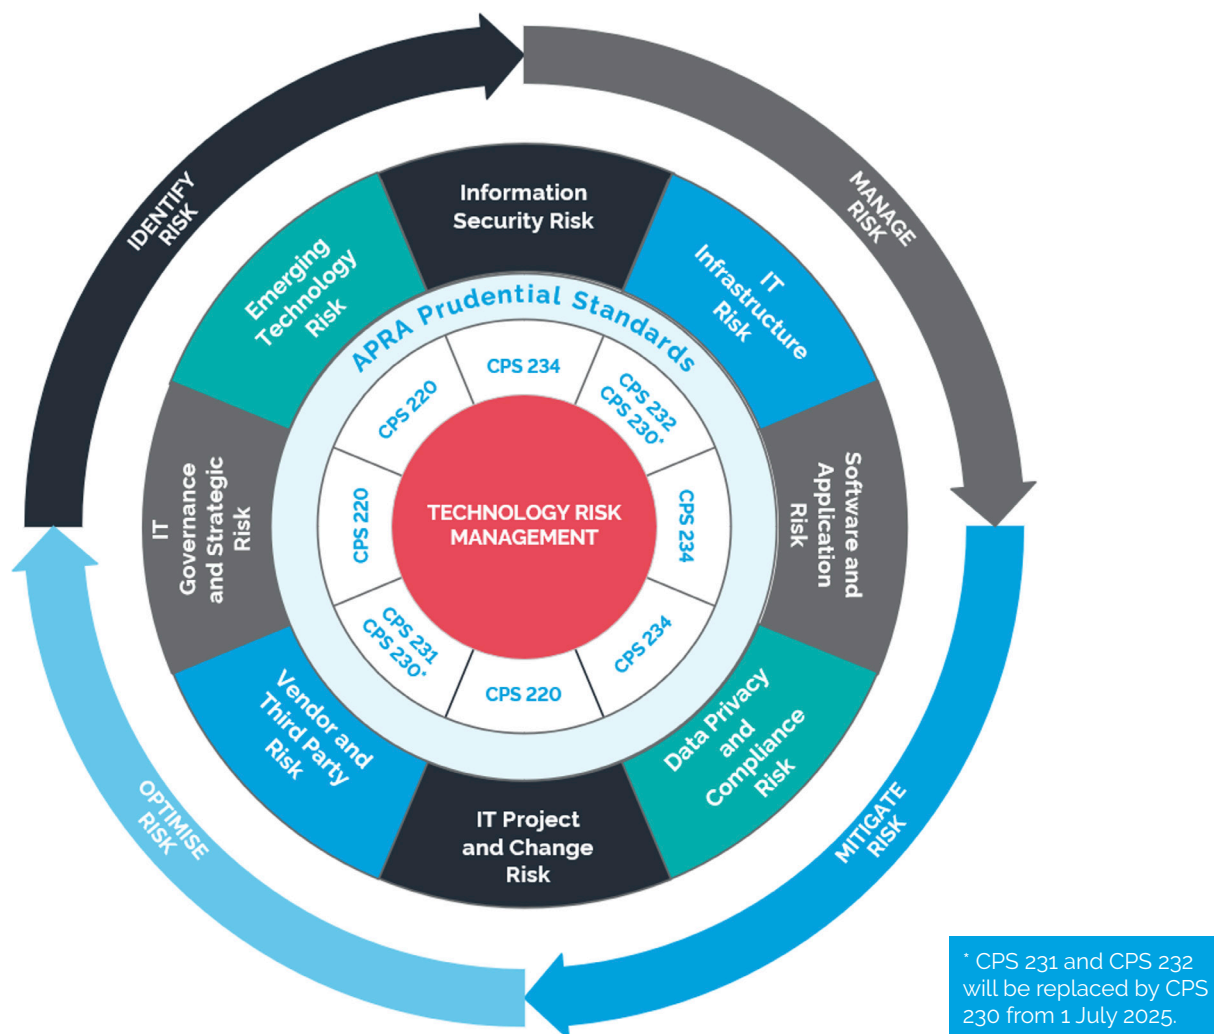 IDENTIFY
RISK
MANAGE
RISK
MITIGATE
RISK
OPTIMISE
RISK
Information
Security Risk
IT
Infrastructure
Risk
Software and
Application
Risk
Data Privacy
and
Compliance
Risk
IT Project
and Change
Risk
Vendor and
Third Party
Risk
IT
Governance
and Strategic
Risk
Emerging
Technology
Risk
APRA Prudential Standards
CPS 234
CPS 232
CPS 230*
CPS 234
CPS 234
CPS 220
CPS 231
CPS 230*
CPS 220
CPS 220
TECHNOLOGY RISK
MANAGEMENT
* CPS 231 and CPS 232
will be replaced by CPS
230 from 1 July 2025.